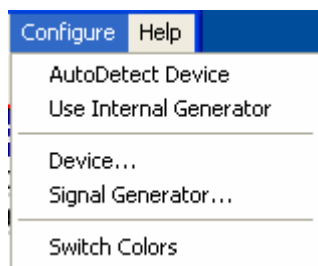 Configure Help
AutoDetect Device
Use Internal Generator
Device...
Signal Generator...
Switch Colors